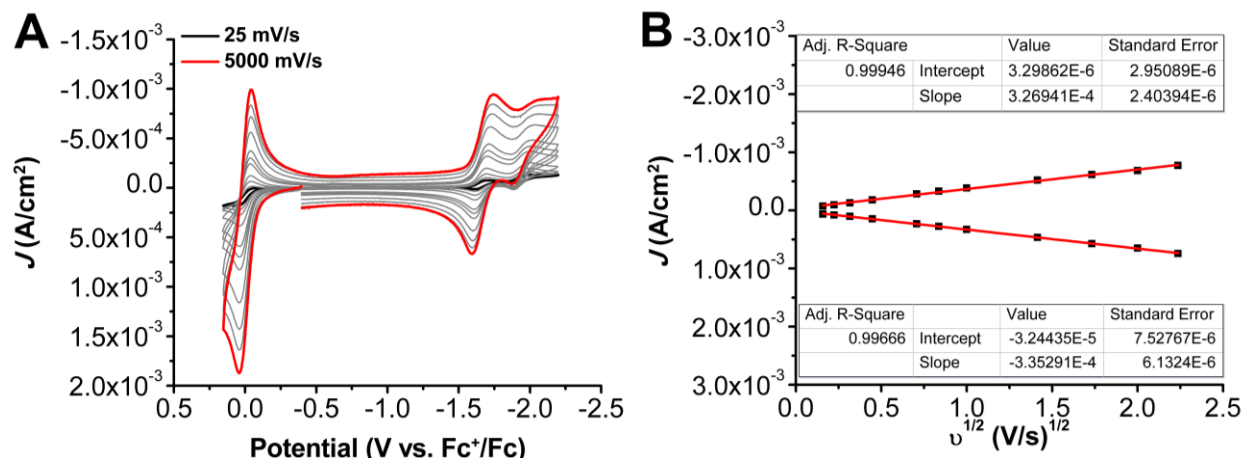 A
25 mV/s
5000 mV/s
-1.5x10⁻³
-1.0x10⁻³
-5.0x10⁻⁴
0.0
5.0x10⁻⁴
1.0x10⁻³
1.5x10⁻³
2.0x10⁻³
J (A/cm²)
0.5 0.0 -0.5 -1.0 -1.5 -2.0 -2.5
Potential (V vs. Fc⁺/Fc)
B
-3.0x10⁻³
-2.0x10⁻³
-1.0x10⁻³
0.0
1.0x10⁻³
2.0x10⁻³
3.0x10⁻³
J (A/cm²)
Adj. R-Square Value Standard Error
0.99946 Intercept 3.29862E-6 2.95089E-6
Slope 3.26941E-4 2.40394E-6
Adj. R-Square Value Standard Error
0.99666 Intercept -3.24435E-5 7.52767E-6
Slope -3.35291E-4 6.1324E-6
0.0 0.5 1.0 1.5 2.0 2.5
υ¹/² (V/s)¹/²